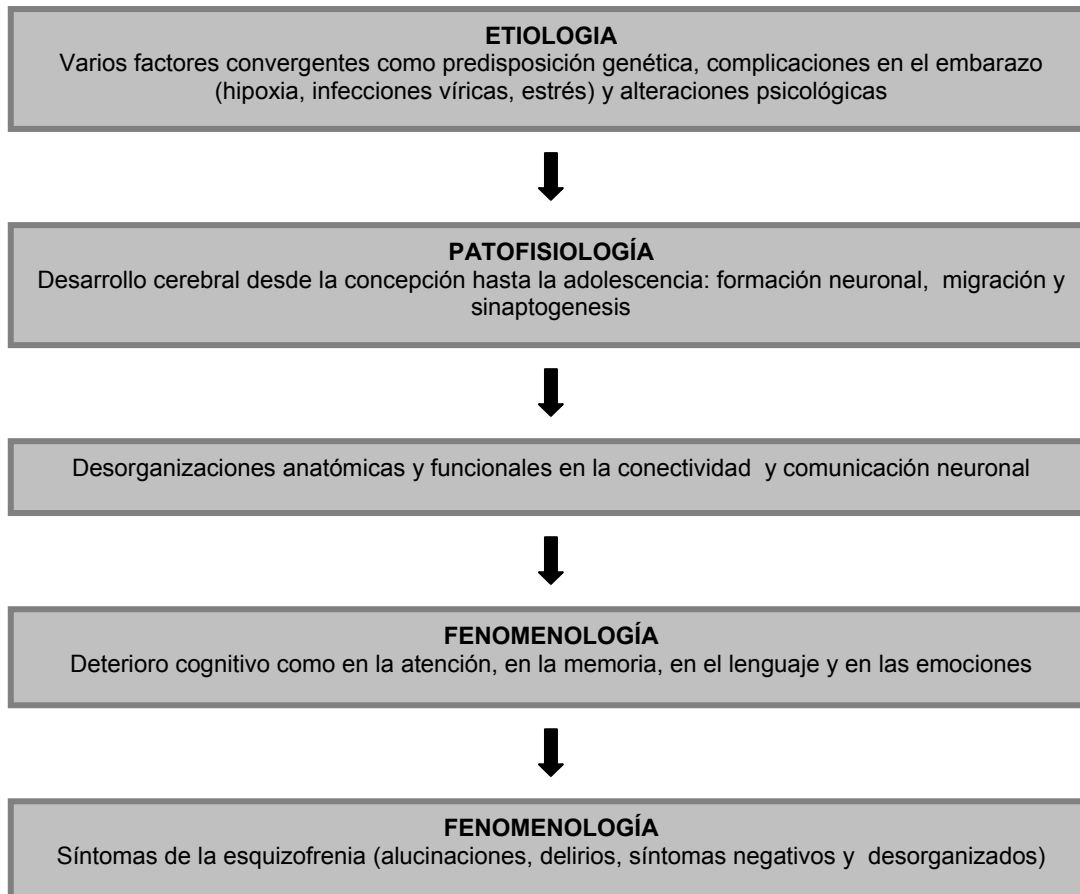 ETIOLOGIA
Varios factores convergentes como predisposición genética, complicaciones en el embarazo
(hipoxia, infecciones víricas, estrés) y alteraciones psicológicas
PATOFISIOLOGÍA
Desarrollo cerebral desde la concepción hasta la adolescencia: formación neuronal, migración y
sinaptogenesis
Desorganizaciones anatómicas y funcionales en la conectividad y comunicación neuronal
FENOMENOLOGÍA
Deterioro cognitivo como en la atención, en la memoria, en el lenguaje y en las emociones
FENOMENOLOGÍA
Síntomas de la esquizofrenia (alucinaciones, delirios, síntomas negativos y desorganizados)